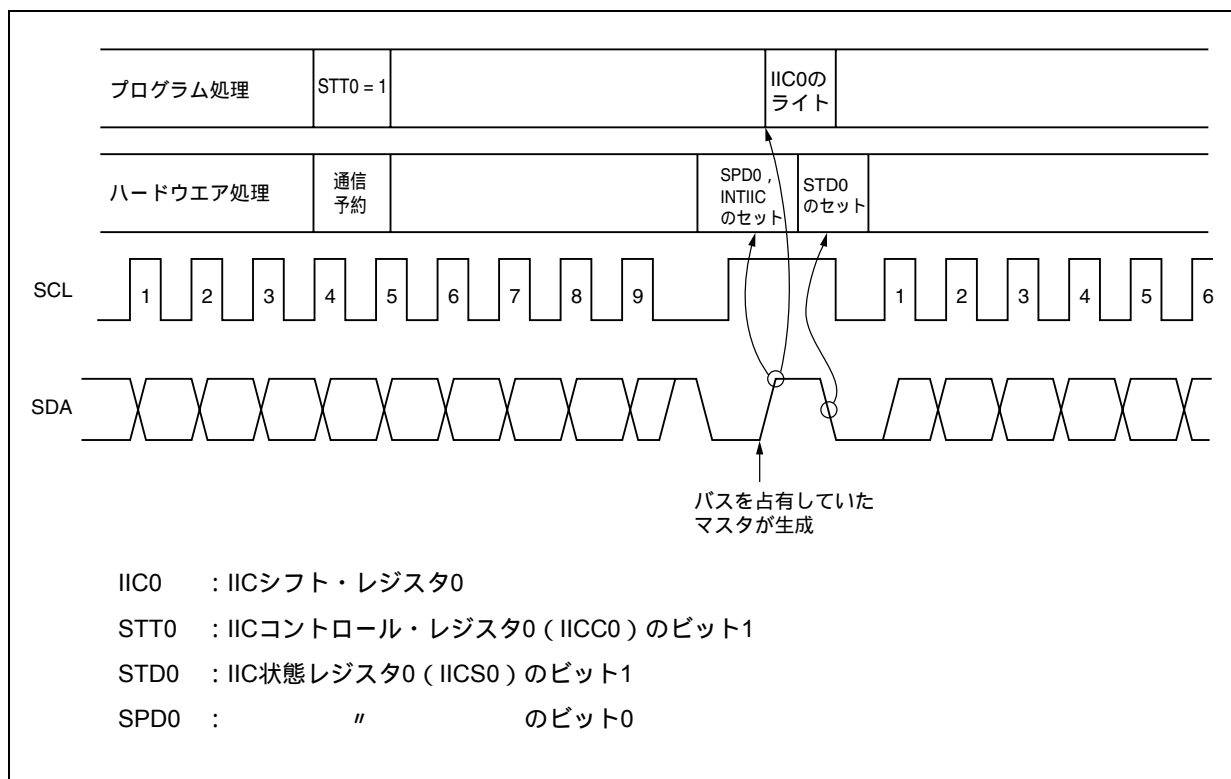 プログラム処理
STT0 = 1
IIC0の
ライト
ハードウエア処理
通信
予約
SPD0，
INTIIC
のセット
STD0
のセット
SCL
1 2 3 4 5 6 7 8 9 1 2 3 4 5 6
SDA
バスを占有していた
マスタが生成
IIC0 ：IICシフト・レジスタ0
STT0 ：IICコントロール・レジスタ0（IICC0）のビット1
STD0 ：IIC状態レジスタ0（IICS0）のビット1
SPD0 ： 〃 のビット0